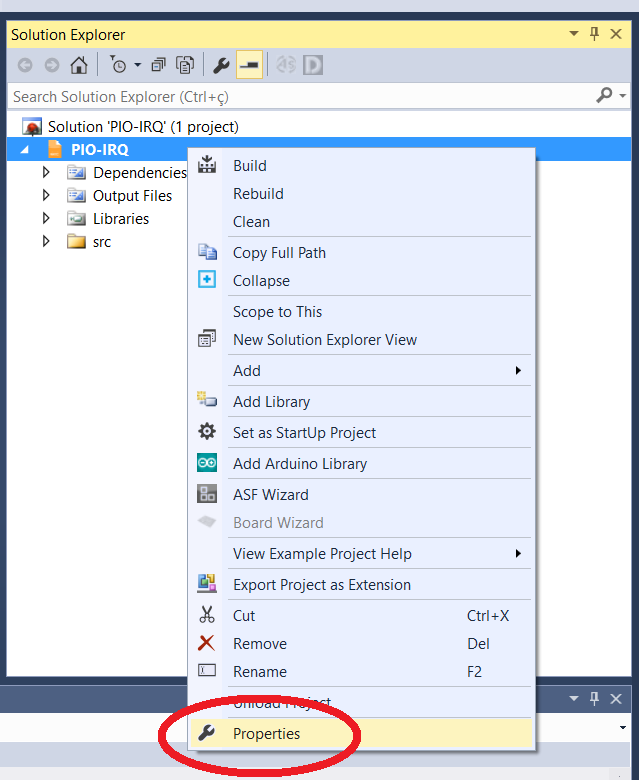 Solution Explorer
Search Solution Explorer (Ctrl+ç)
Solution 'PIO-IRQ' (1 project)
PIO-IRQ
Dependencies
Output Files
Libraries
src
Build
Rebuild
Clean
Copy Full Path
Collapse
Scope to This
New Solution Explorer View
Add
Add Library
Set as StartUp Project
Add Arduino Library
ASF Wizard
Board Wizard
View Example Project Help
Export Project as Extension
Cut Ctrl+X
Remove Del
Rename F2
Unload Project
Properties